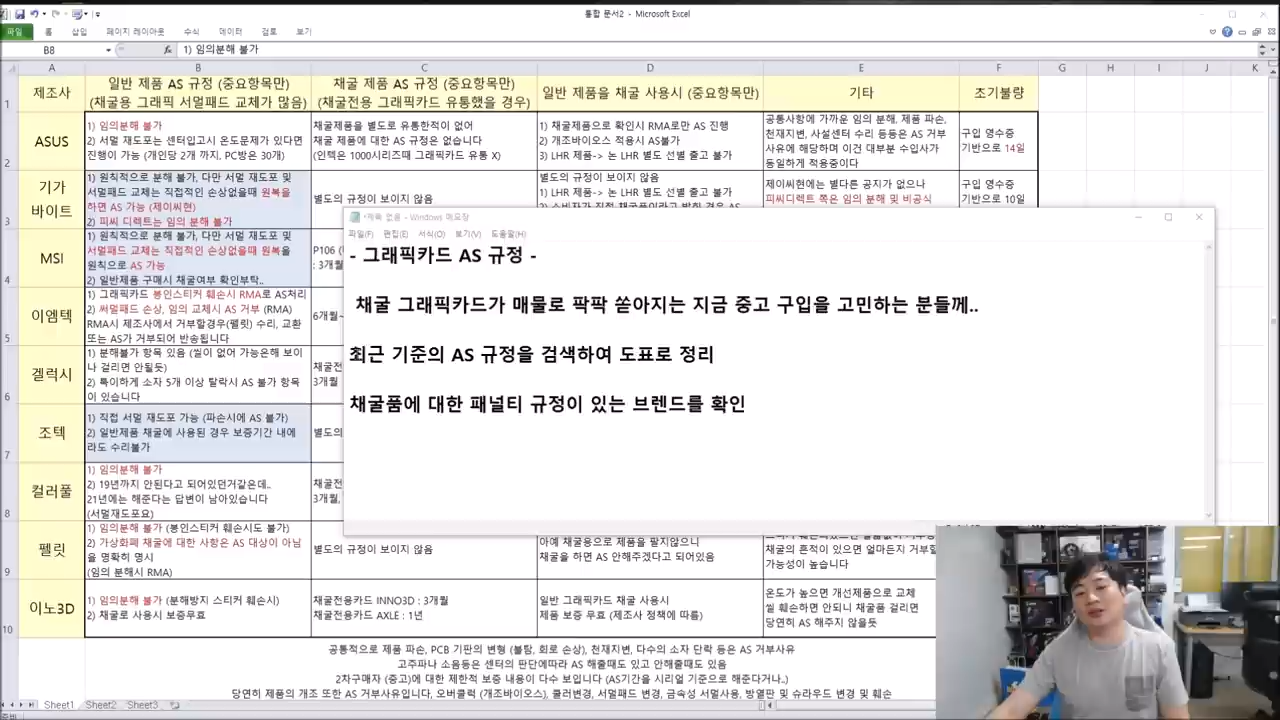 통합 문서2 - Microsoft Excel
파일 홈 삽입 페이지 레이아웃 수식 데이터 검토 보기
B8 fx 1) 임의분해 불가
A B C D E F G H I J K
1
제조사
일반 제품 AS 규정 (중요항목만)
(채굴용 그래픽 서멀패드 교체가 많음)
채굴 제품 AS 규정 (중요항목만)
(채굴전용 그래픽카드 유통했을 경우)
일반 제품을 채굴 사용시 (중요항목만)
기타
초기불량
2
ASUS
1) 임의분해 불가
2) 서멀 재도포는 센터입고시 온도문제가 있다면
진행이 가능 (개인당 2개 까지, PC방은 30개)
채굴제품을 별도로 유통한적이 없어
채굴 제품에 대한 AS 규정은 없습니다
(인텍은 1000시리즈때 그래픽카드 유통 X)
1) 채굴제품으로 확인시 RMA로만 AS 진행
2) 개조바이오스 적용시 AS불가
3) LHR 제품-> 논 LHR 별도 선별 출고 불가
공통사항에 가까운 임의 분해, 제품 파손,
천재지변, 사설센터 수리 등등은 AS 거부
사유에 해당하며 이건 대부분 수입사가
동일하게 적용중이다
구입 영수증
기반으로 14일
3
기가
바이트
1) 원칙적으로 분해 불가, 다만 서멀 재도포 및
서멀패드 교체는 직접적인 손상없을때 원복을
하면 AS 가능 (제이씨현)
2) 피씨 디렉트는 임의 분해 불가
별도의 규정이 보이지 않음
별도의 규정이 보이지 않음
1) LHR 제품-> 논 LHR 별도 선별 출고 불가
제이씨현에는 별다른 공지가 없으나
피씨디렉트 쪽은 임의 분해 및 비공식
구입 영수증
기반으로 10일
4
MSI
1) 원칙적으로 분해 불가, 다만 서멀 재도포 및
서멀패드 교체는 직접적인 손상없을때 원복을
원칙으로 AS 가능
2) 일반제품 구매시 채굴여부 확인부탁..
P106
: 3개월
5
이엠텍
1) 그래픽카드 봉인스티커 훼손시 RMA로 AS처리
2) 써멀패드 손상, 임의 교체시 AS 거부 (RMA)
RMA시 제조사에서 거부할경우(펠릿) 수리, 교환
또는 AS가 거부되어 반송됩니다
6개월~
6
겔럭시
1) 분해불가 항목 있음 (씰이 없어 가능은해 보이
나 걸리면 안될듯)
2) 특이하게 소자 5개 이상 탈락시 AS 불가 항목
이 있습니다
채굴전
3개월
7
조텍
1) 직접 서멀 재도포 가능 (파손시에 AS 불가)
2) 일반제품 채굴에 사용된 경우 보증기간 내에
라도 수리불가
별도의
8
컬러풀
1) 임의분해 불가
2) 19년까지 안된다고 되어있던거같은데..
21년에는 해준다는 답변이 남아있습니다
(서멀재도포요)
채굴전
3개월,
9
펠릿
1) 임의분해 불가 (봉인스티커 훼손시도 불가)
2) 가상화폐 채굴에 대한 사항은 AS 대상이 아님
을 명확히 명시
(임의 분해시 RMA)
별도의 규정이 보이지 않음
아예 채굴용으로 제품을 팔지않으니
채굴을 하면 AS 안해주겠다고 되어있음
채굴의 흔적이 있으면 얼마든지 거부할
가능성이 높습니다
10
이노3D
1) 임의분해 불가 (분해방지 스티커 훼손시)
2) 채굴로 사용시 보증무효
채굴전용카드 INNO3D : 3개월
채굴전용카드 AXLE : 1년
일반 그래픽카드 채굴 사용시
제품 보증 무효 (제조사 정책에 따름)
온도가 높으면 개선제품으로 교체
씰 훼손하면 안되니 채굴품 걸리면
당연히 AS 해주지 않을듯
공통적으로 제품 파손, PCB 기판의 변형 (불탐, 회로 손상), 천재지변, 다수의 소자 단락 등은 AS 거부사유
고주파나 소음등은 센터의 판단에따라 AS 해줄때도 있고 안해줄때도 있음
2차구매자 (중고)에 대한 제한적 보증 내용이 다수 보입니다 (AS기간을 시리얼 기준으로 해준다거나..)
당연히 제품의 개조 또한 AS 거부사유입니다, 오버클럭 (개조바이오스), 쿨러변경, 서멀패드 변경, 금속성 서멀사용, 방열판 및 슈라우드 변경 및 훼손
Sheet1 Sheet2 Sheet3
*제목 없음 - Windows 메모장
파일(F) 편집(E) 서식(O) 보기(V) 도움말(H)
- 그래픽카드 AS 규정 -
채굴 그래픽카드가 매물로 팍팍 쏟아지는 지금 중고 구입을 고민하는 분들께..
최근 기준의 AS 규정을 검색하여 도표로 정리
채굴품에 대한 패널티 규정이 있는 브렌드를 확인